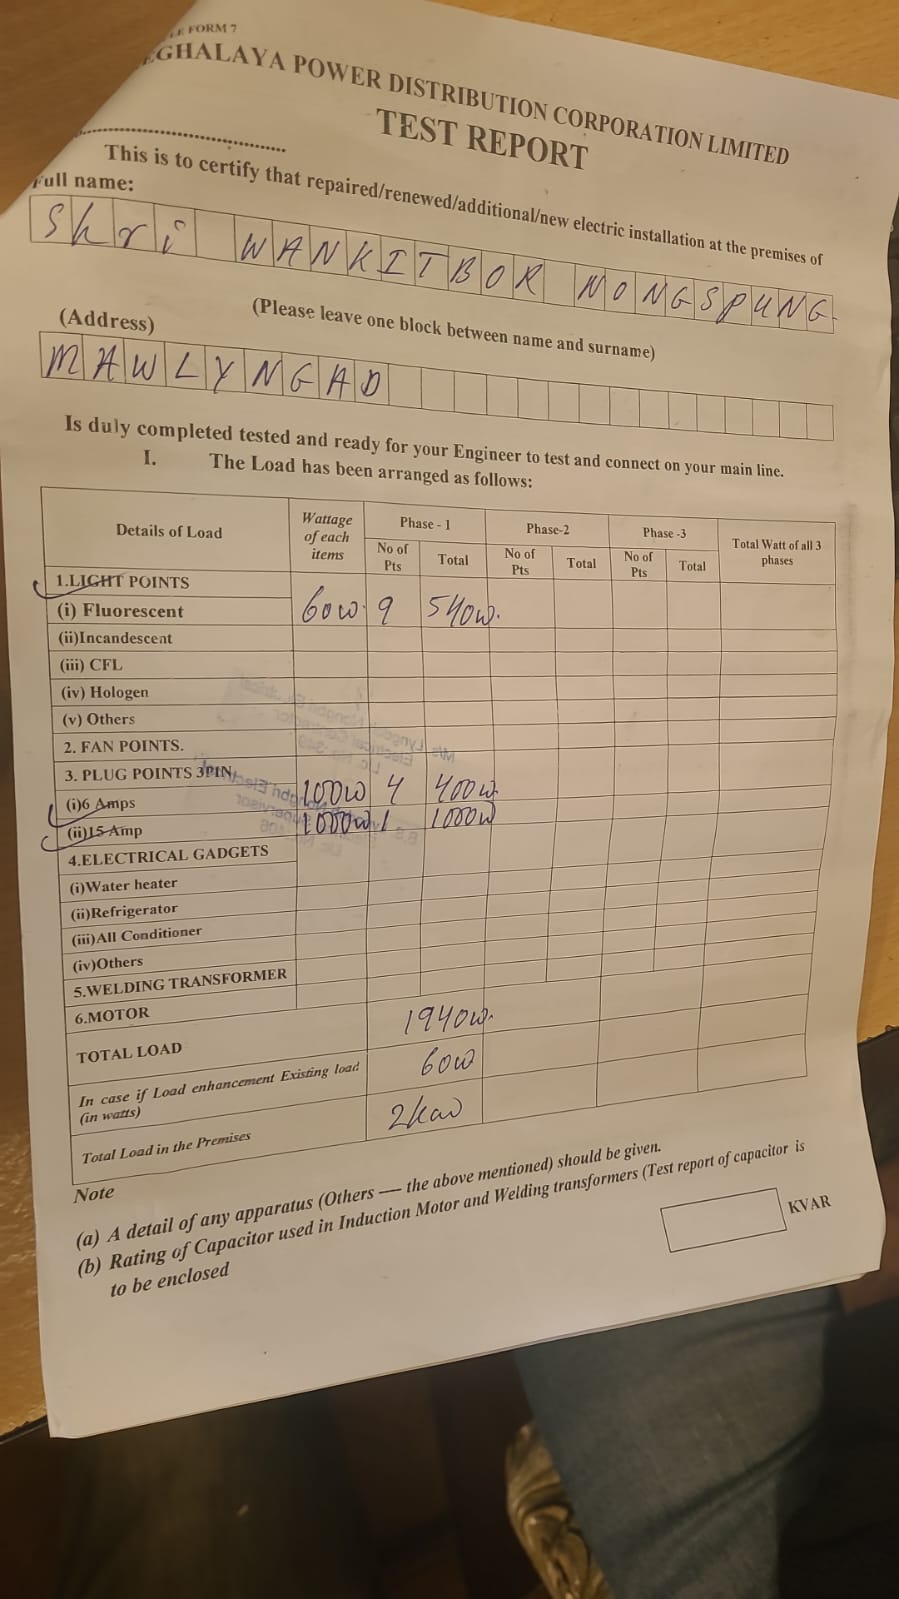 LE FORM 7
EGHALAYA POWER DISTRIBUTION CORPORATION LIMITED
TEST REPORT
This is to certify that repaired/renewed/additional/new electric installation at the premises of
Full name:
Shri WANKITBOR NONGSPUNG.
(Please leave one block between name and surname)
(Address)
MAWLYNGAD
Is duly completed tested and ready for your Engineer to test and connect on your main line.
I. The Load has been arranged as follows:
Details of Load Wattage of each items Phase - 1 Phase-2 Phase -3 Total Watt of all 3 phases
No of Pts Total No of Pts Total No of Pts Total
1.LIGHT POINTS
(i) Fluorescent 60w 9 540w.
(ii)Incandescent
(iii) CFL
(iv) Hologen
(v) Others
2. FAN POINTS.
3. PLUG POINTS 3PIN
(i)6 Amps 100W 4 400w.
(ii)15 Amp 1000w 1 1000w
4.ELECTRICAL GADGETS
(i)Water heater
(ii)Refrigerator
(iii)All Conditioner
(iv)Others
5.WELDING TRANSFORMER
6.MOTOR
TOTAL LOAD 1940w.
In case if Load enhancement Existing load (in watts) 60w
Total Load in the Premises
Note
(a) A detail of any apparatus (Others — the above mentioned) should be given.
(b) Rating of Capacitor used in Induction Motor and Welding transformers (Test report of capacitor is
to be enclosed
KVAR